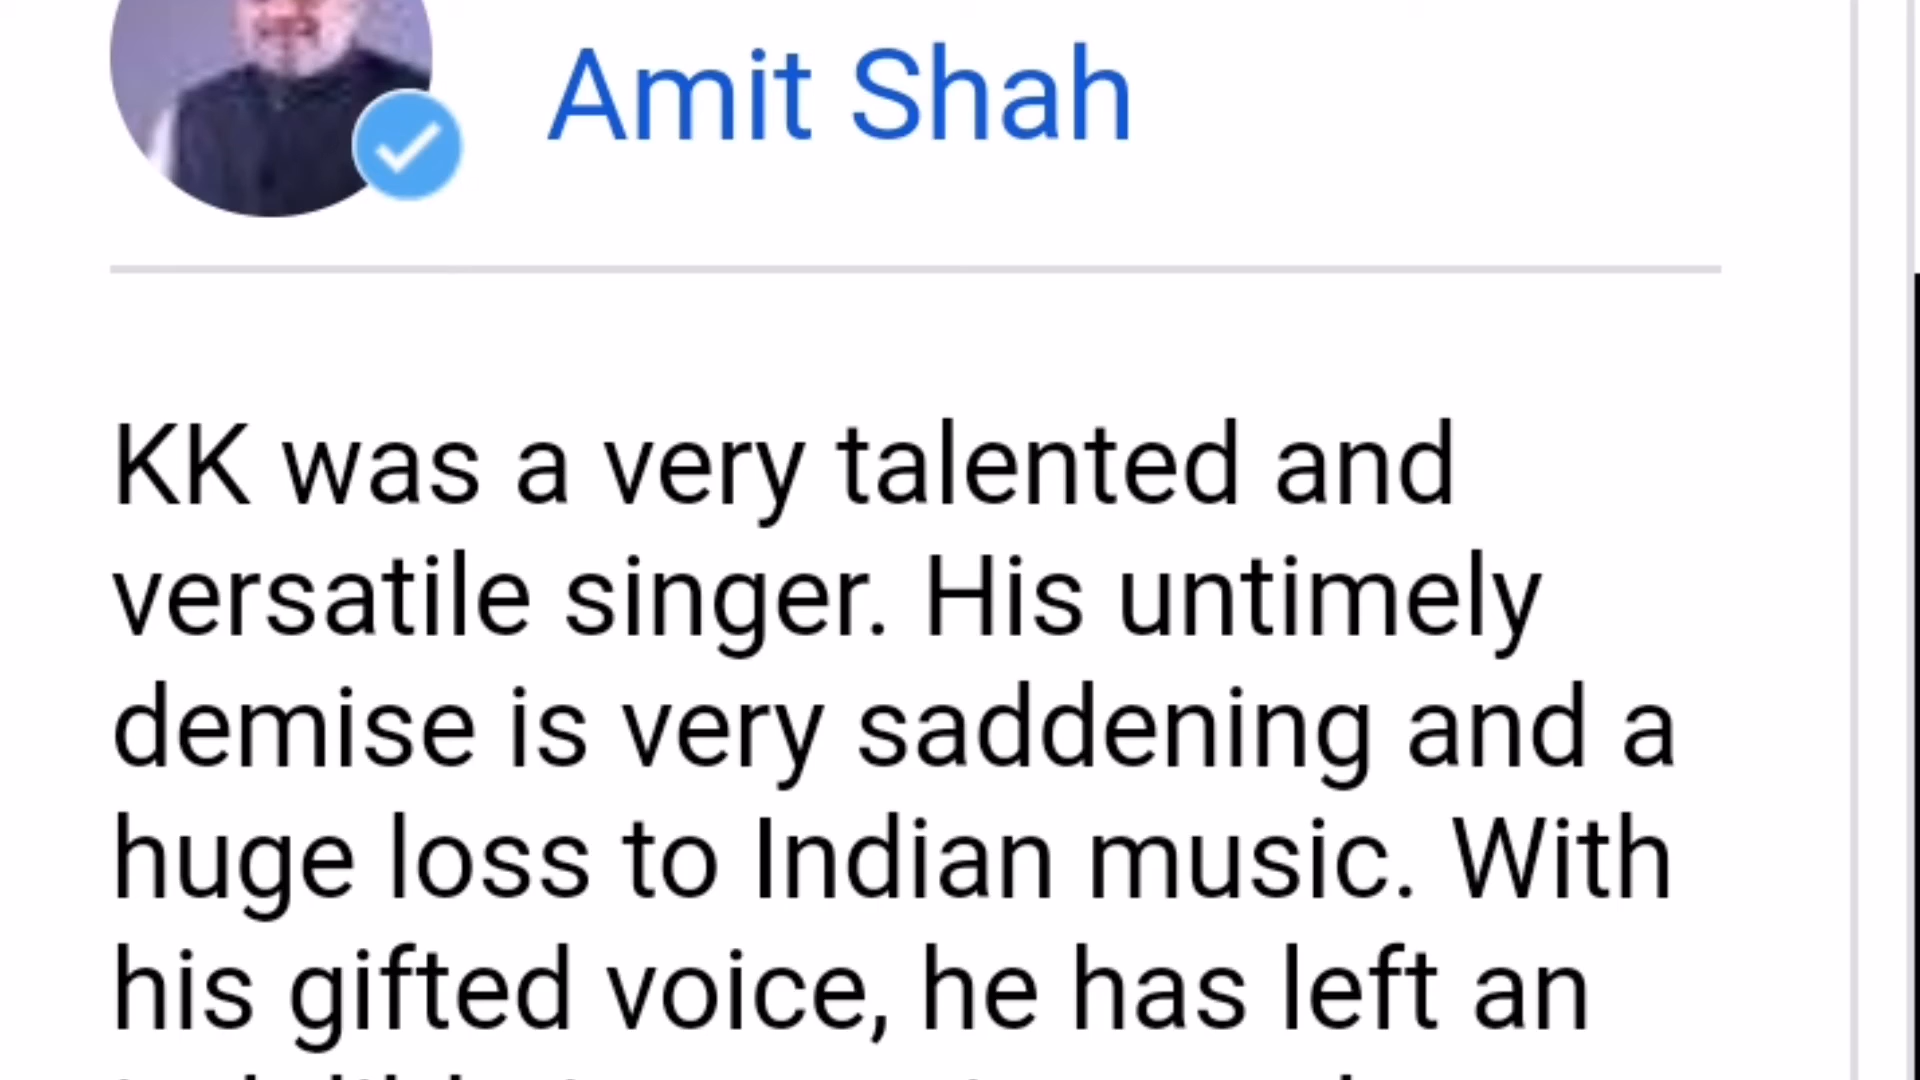 Amit Shah
KK was a very talented and
versatile singer. His untimely
demise is very saddening and a
huge loss to Indian music. With
his gifted voice, he has left an